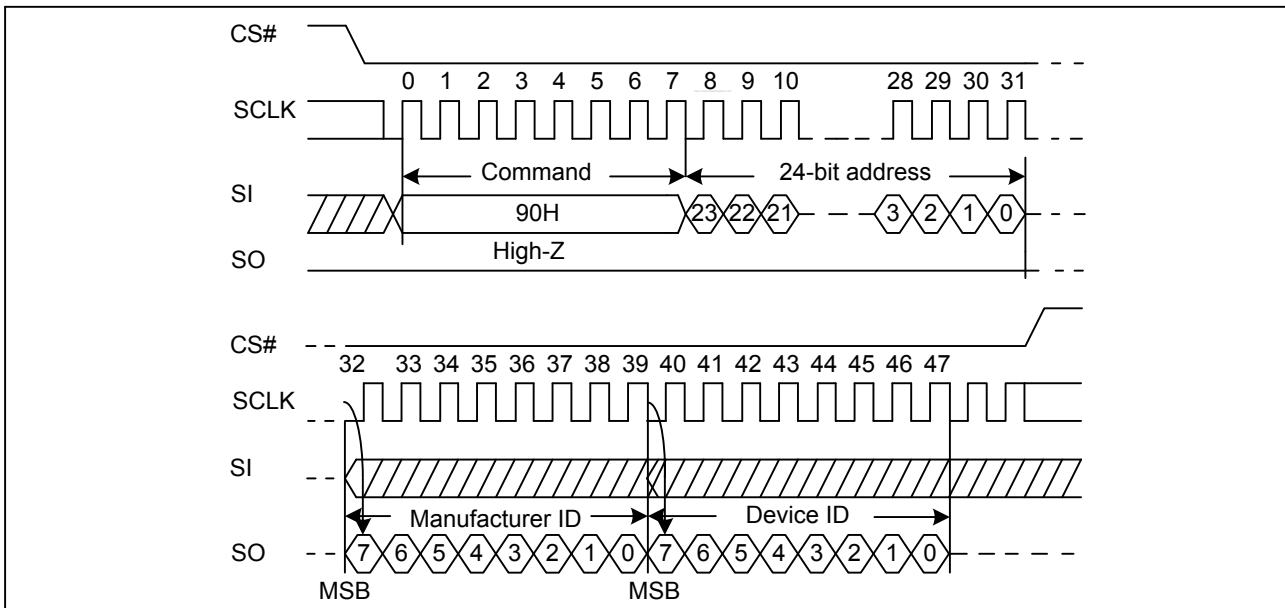 CS#
0 1 2 3 4 5 6 7 8 9 10 28 29 30 31
SCLK
Command 24-bit address
SI
90H 23 22 21 3 2 1 0
High-Z
SO
CS#
32 33 34 35 36 37 38 39 40 41 42 43 44 45 46 47
SCLK
SI
Manufacturer ID Device ID
SO 7 6 5 4 3 2 1 0 7 6 5 4 3 2 1 0
MSB MSB